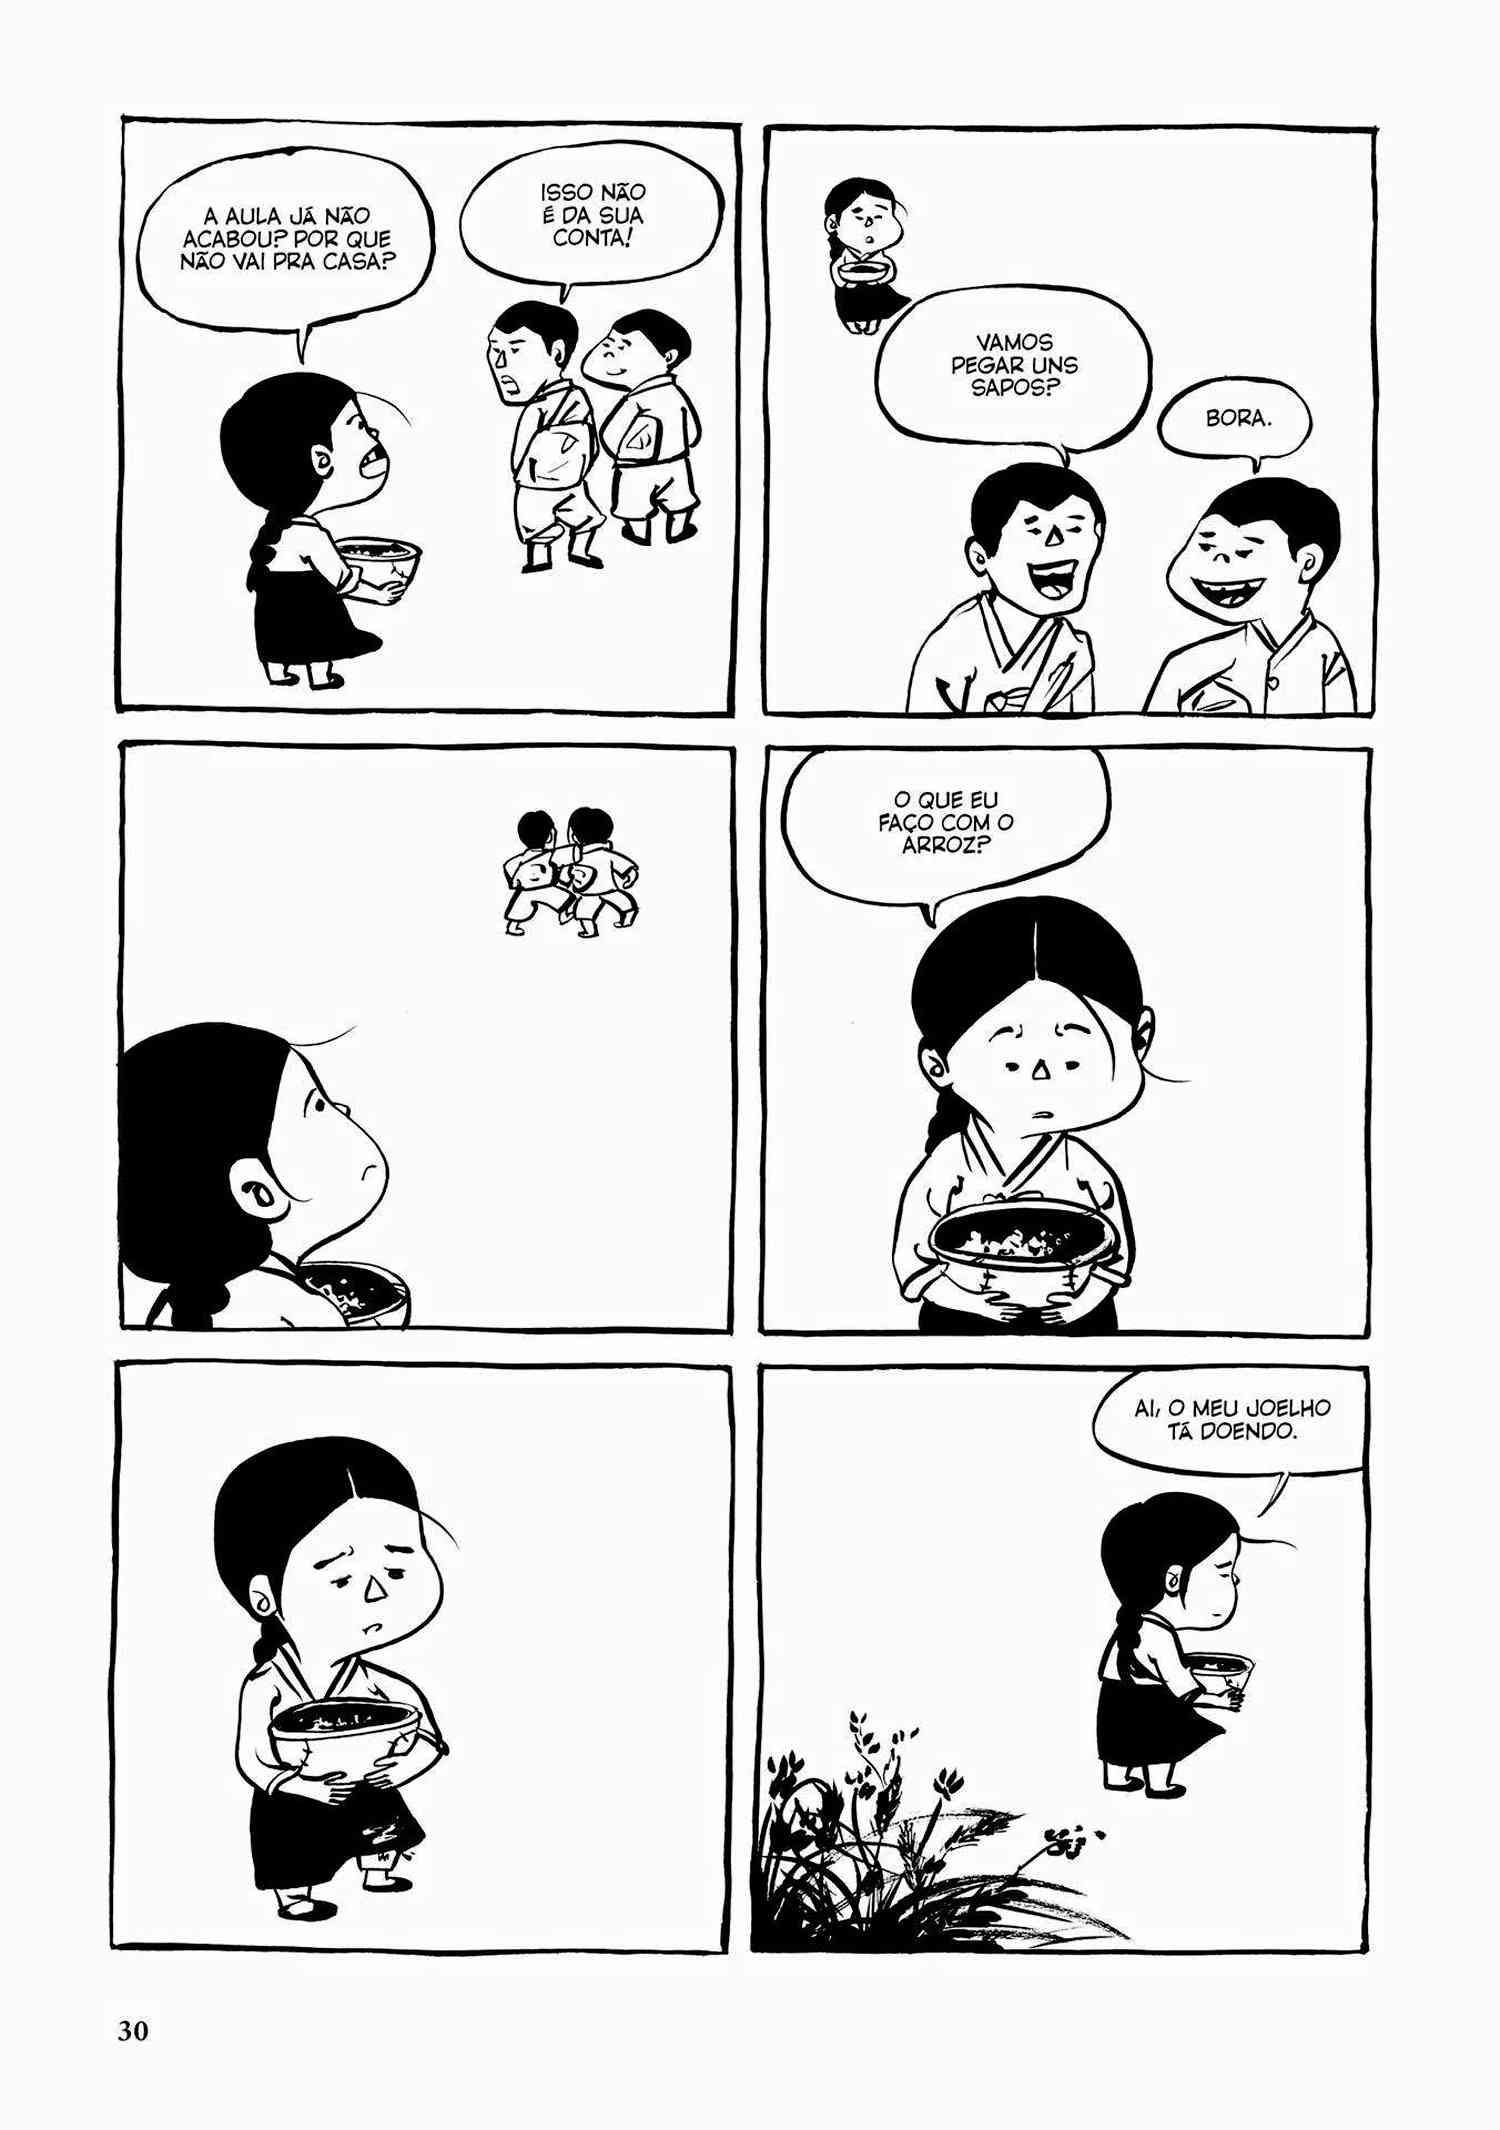 A AULA JÁ NÃO
ACABOU? POR QUE
NÃO VAI PRA CASA?
ISSO NÃO
É DA SUA
CONTA!
VAMOS
PEGAR UNS
SAPOS?
BORA.
O QUE EU
FAÇO COM O
ARROZ?
AI, O MEU JOELHO
TÁ DOENDO.
30